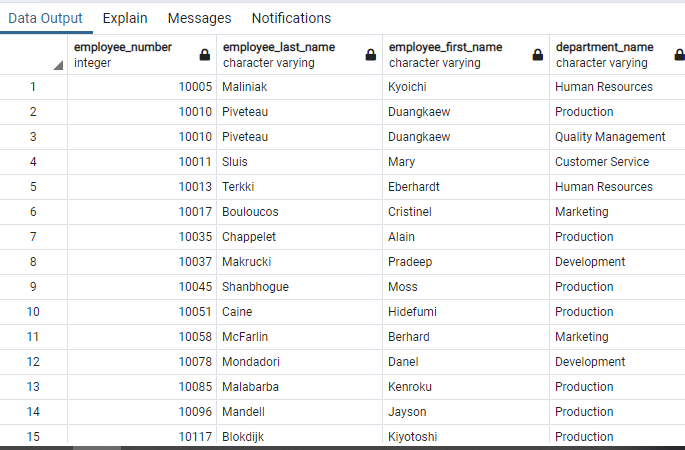 Data Output Explain Messages Notifications
employee_number employee_last_name employee_first_name department_name
integer character varying character varying character varying
1 10005 Maliniak Kyoichi Human Resources
2 10010 Piveteau Duangkaew Production
3 10010 Piveteau Duangkaew Quality Management
4 10011 Sluis Mary Customer Service
5 10013 Terkki Eberhardt Human Resources
6 10017 Bouloucos Cristinel Marketing
7 10035 Chappelet Alain Production
8 10037 Makrucki Pradeep Development
9 10045 Shanbhogue Moss Production
10 10051 Caine Hidefumi Production
11 10058 McFarlin Berhard Marketing
12 10078 Mondadori Danel Development
13 10085 Malabarba Kenroku Production
14 10096 Mandell Jayson Production
15 10117 Blokdijk Kiyotoshi Production